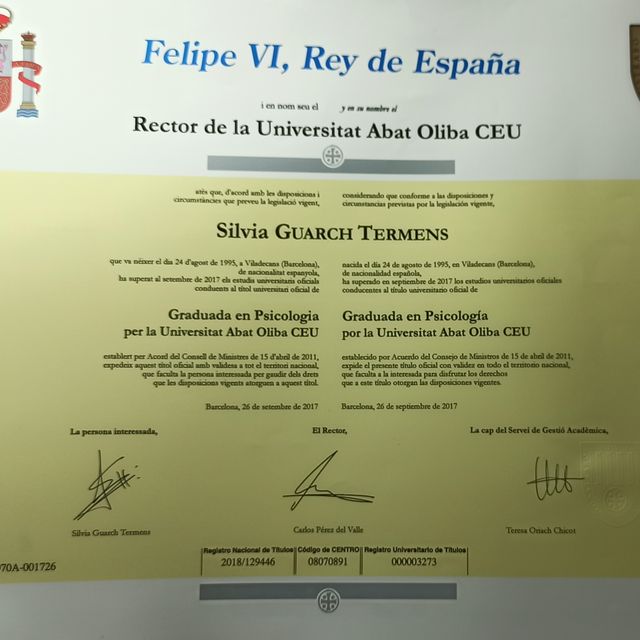 Felipe VI, Rey de España
i en nom seu el
y en su nombre el
Rector de la Universitat Abat Oliba CEU
atès que, d'acord amb les disposicions i
circumstàncies que preveu la legislació vigent,
considerando que conforme a las disposiciones y
circunstancias previstas por la legislación vigente,
Silvia GUARCH TERMENS
que va néixer el dia 24 d'agost de 1995, a Viladecans (Barcelona),
de nacionalitat espanyola,
ha superat al setembre de 2017 els estudis universitaris oficials
conduents al títol universitari oficial de
nacida el día 24 de agosto de 1995, en Viladecans (Barcelona),
de nacionalidad española,
ha superado en septiembre de 2017 los estudios universitarios oficiales
conducentes al título universitario oficial de
Graduada en Psicologia
per la Universitat Abat Oliba CEU
Graduada en Psicología
por la Universitat Abat Oliba CEU
establert per Acord del Consell de Ministres de 15 d'abril de 2011,
expedeix aquest títol oficial amb validesa a tot el territori nacional,
que faculta la persona interessada per gaudir dels drets
que les disposicions vigents atorguen a aquest títol.
establecido por Acuerdo del Consejo de Ministros de 15 de abril de 2011,
expide el presente título oficial con validez en todo el territorio nacional,
que faculta a la interesada para disfrutar los derechos
que a este título otorgan las disposiciones vigentes.
Barcelona, 26 de setembre de 2017
Barcelona, 26 de septiembre de 2017
La persona interessada,
El Rector,
La cap del Servei de Gestió Acadèmica,
Silvia Guarch Termens
Carlos Pérez del Valle
Teresa Oriach Chicot
Registro Nacional de Títulos
Código de CENTRO
Registro Universitario de Títulos
2018/129446
08070891
000003273
70A-001726